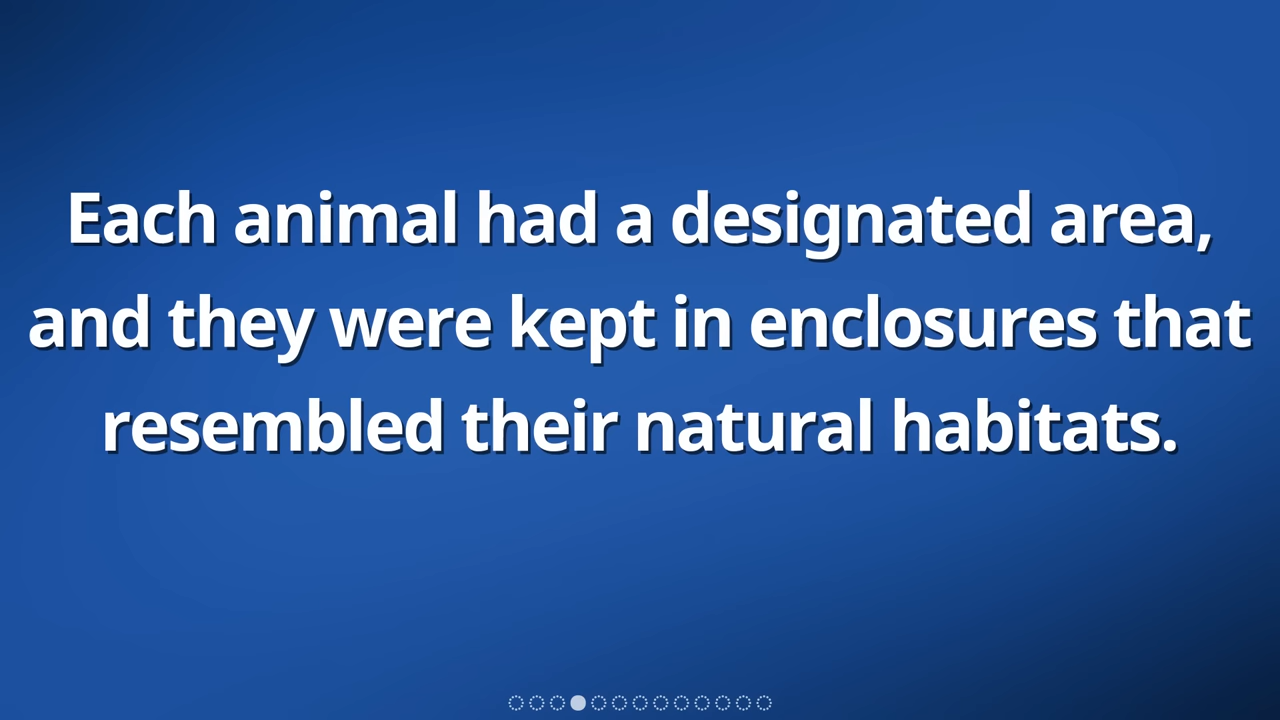 Each animal had a designated area,
and they were kept in enclosures that
resembled their natural habitats.